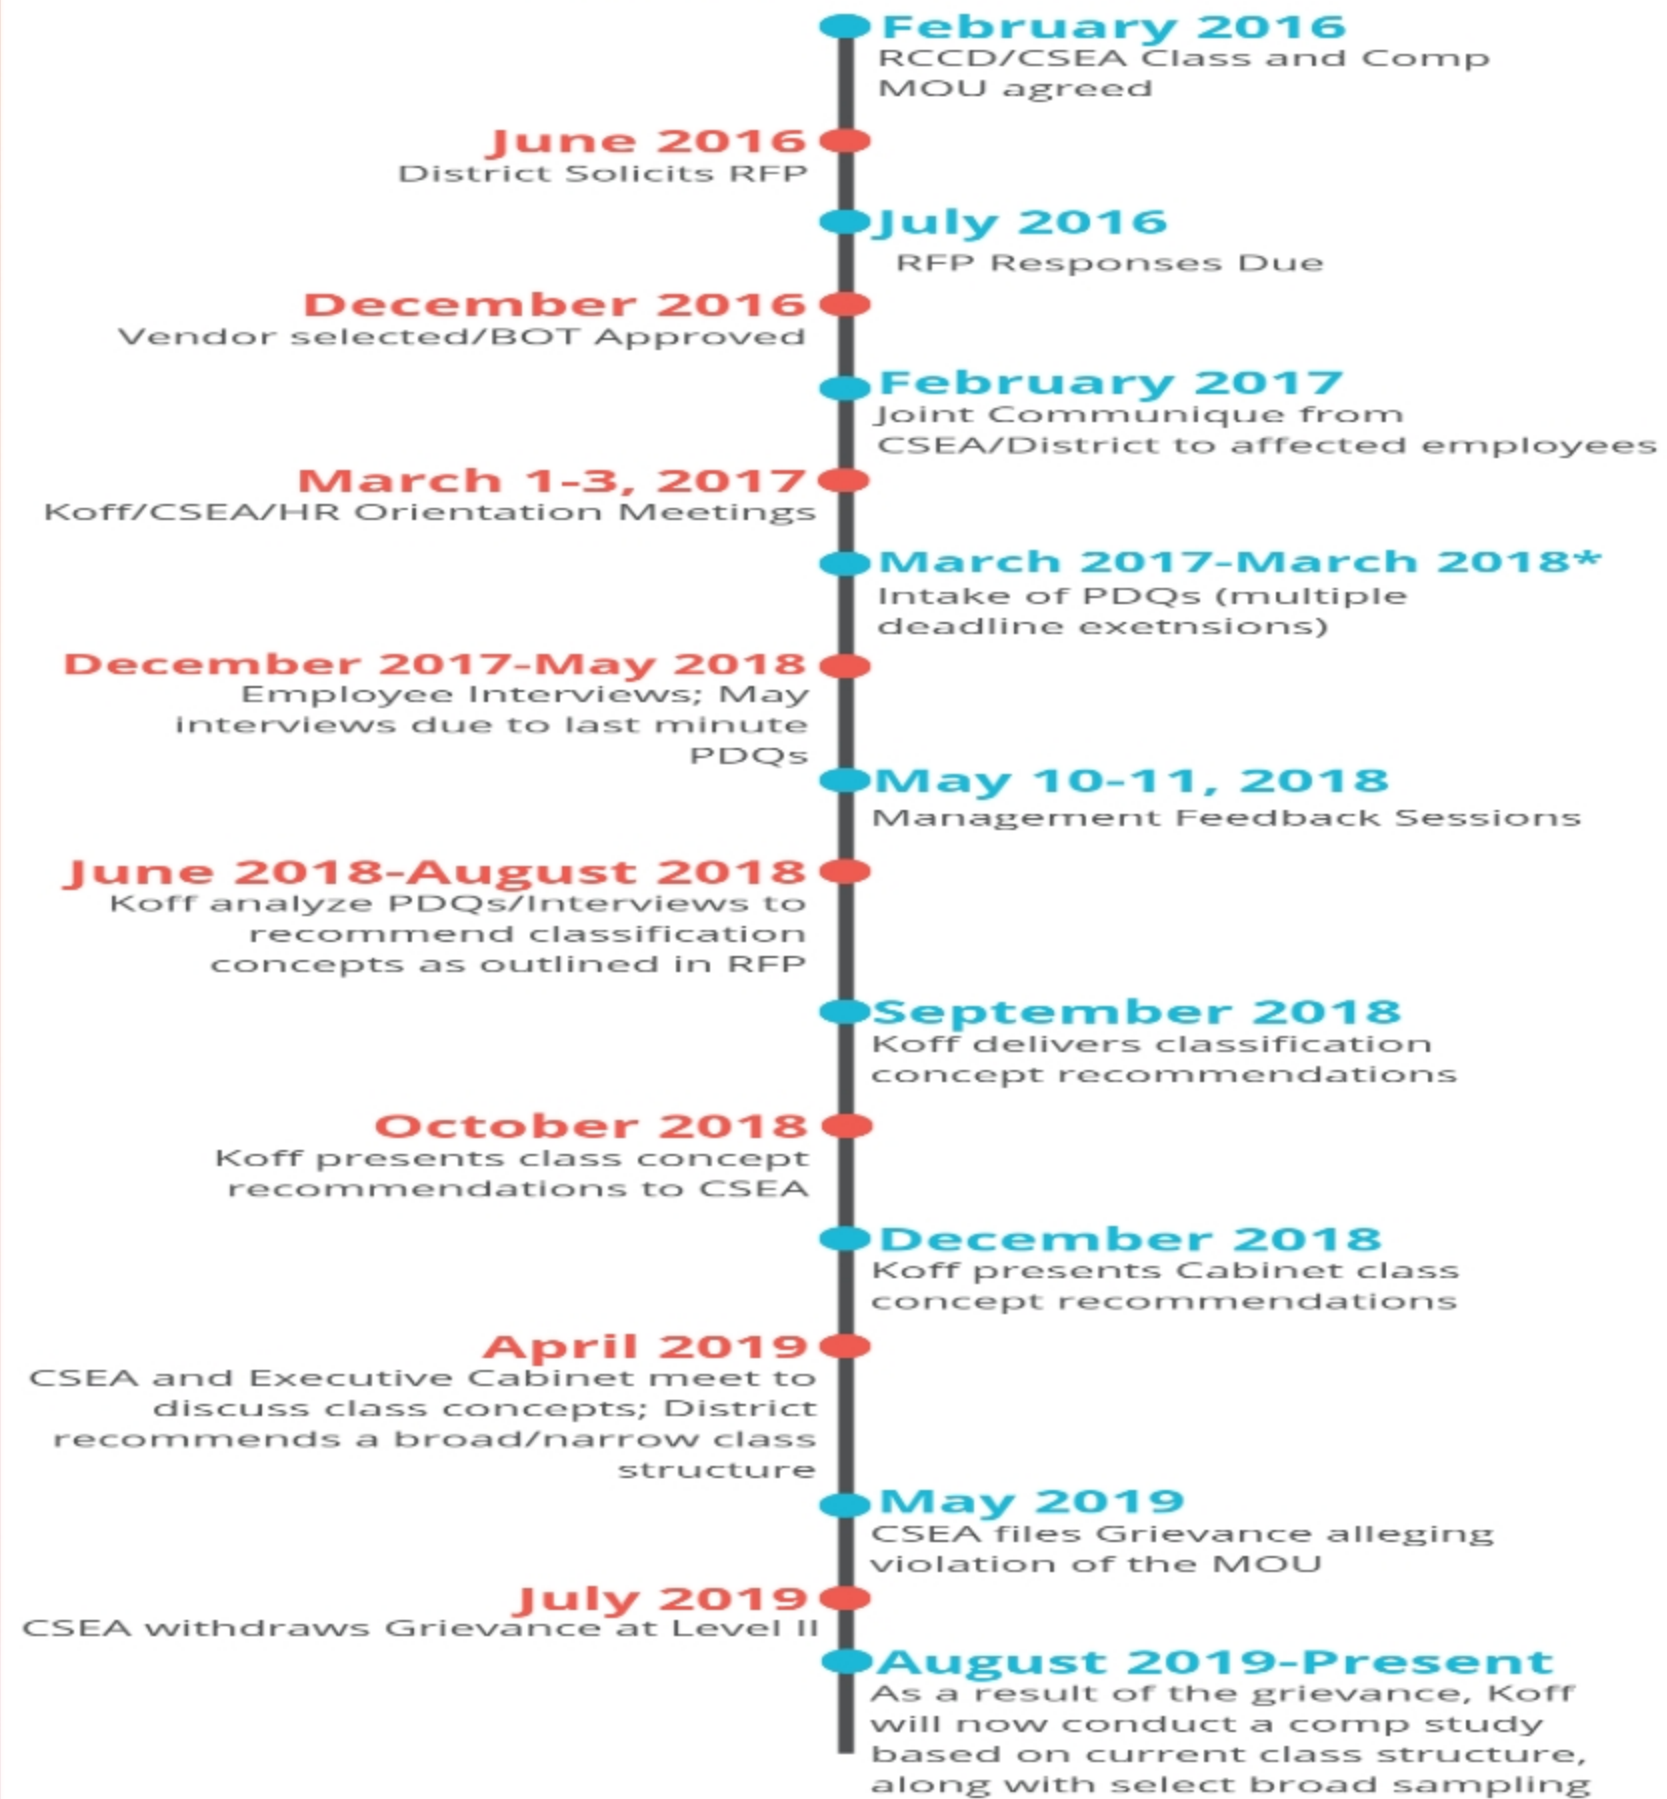 February 2016
RCCD/CSEA Class and Comp
MOU agreed
June 2016
District Solicits RFP
July 2016
RFP Responses Due
December 2016
Vendor selected/BOT Approved
February 2017
Joint Communique from
CSEA/District to affected employees
March 1-3, 2017
Koff/CSEA/HR Orientation Meetings
March 2017-March 2018*
Intake of PDQs (multiple
deadline exetnsions)
December 2017-May 2018
Employee Interviews; May
interviews due to last minute
PDQs
May 10-11, 2018
Management Feedback Sessions
June 2018-August 2018
Koff analyze PDQs/Interviews to
recommend classification
concepts as outlined in RFP
September 2018
Koff delivers classification
concept recommendations
October 2018
Koff presents class concept
recommendations to CSEA
December 2018
Koff presents Cabinet class
concept recommendations
April 2019
CSEA and Executive Cabinet meet to
discuss class concepts; District
recommends a broad/narrow class
structure
May 2019
CSEA files Grievance alleging
violation of the MOU
July 2019
CSEA withdraws Grievance at Level II
August 2019-Present
As a result of the grievance, Koff
will now conduct a comp study
based on current class structure,
along with select broad sampling